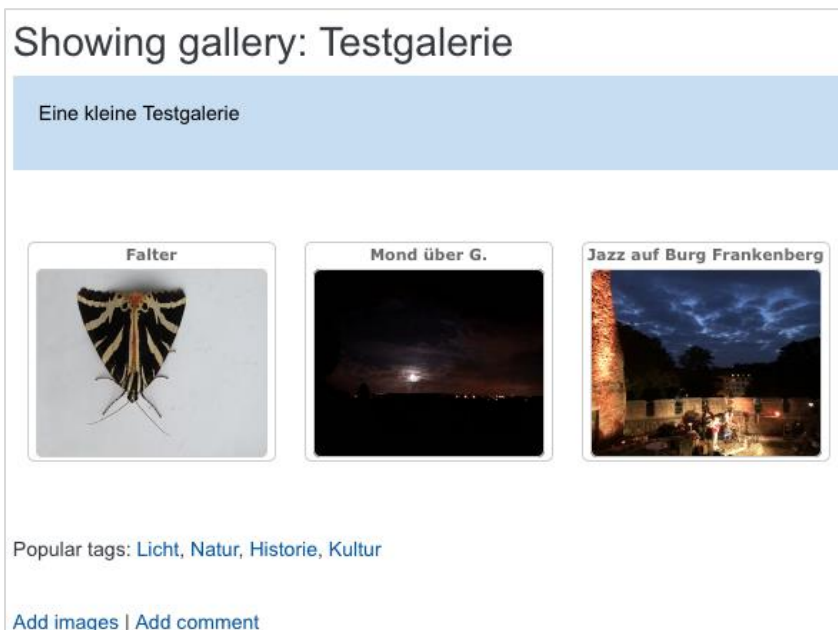 Showing gallery: Testgalerie
Eine kleine Testgalerie
Falter
Mond über G.
Jazz auf Burg Frankenberg
Popular tags: Licht, Natur, Historie, Kultur
Add images | Add comment